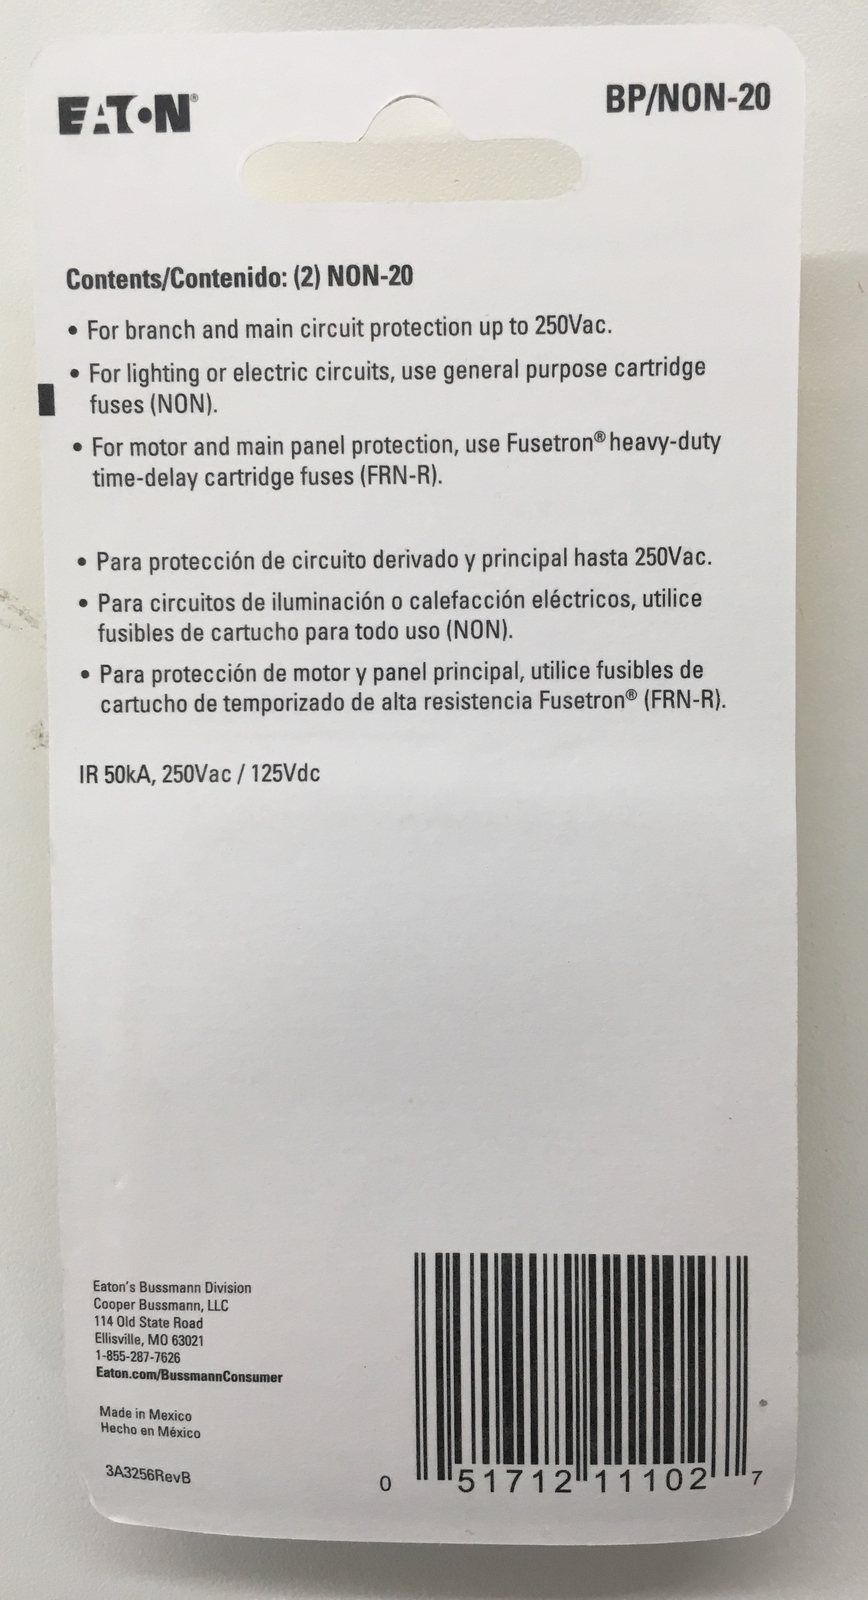 EATON®
BP/NON-20
Contents/Contenido: (2) NON-20
• For branch and main circuit protection up to 250Vac.
• For lighting or electric circuits, use general purpose cartridge
fuses (NON).
• For motor and main panel protection, use Fusetron® heavy-duty
time-delay cartridge fuses (FRN-R).
• Para protección de circuito derivado y principal hasta 250Vac.
• Para circuitos de iluminación o calefacción eléctricos, utilice
fusibles de cartucho para todo uso (NON).
• Para protección de motor y panel principal, utilice fusibles de
cartucho de temporizado de alta resistencia Fusetron® (FRN-R).
IR 50kA, 250Vac / 125Vdc
Eaton's Bussmann Division
Cooper Bussmann, LLC
114 Old State Road
Ellisville, MO 63021
1-855-287-7626
Eaton.com/BussmannConsumer
Made in Mexico
Hecho en México
3A3256RevB
0 51712 11102 7